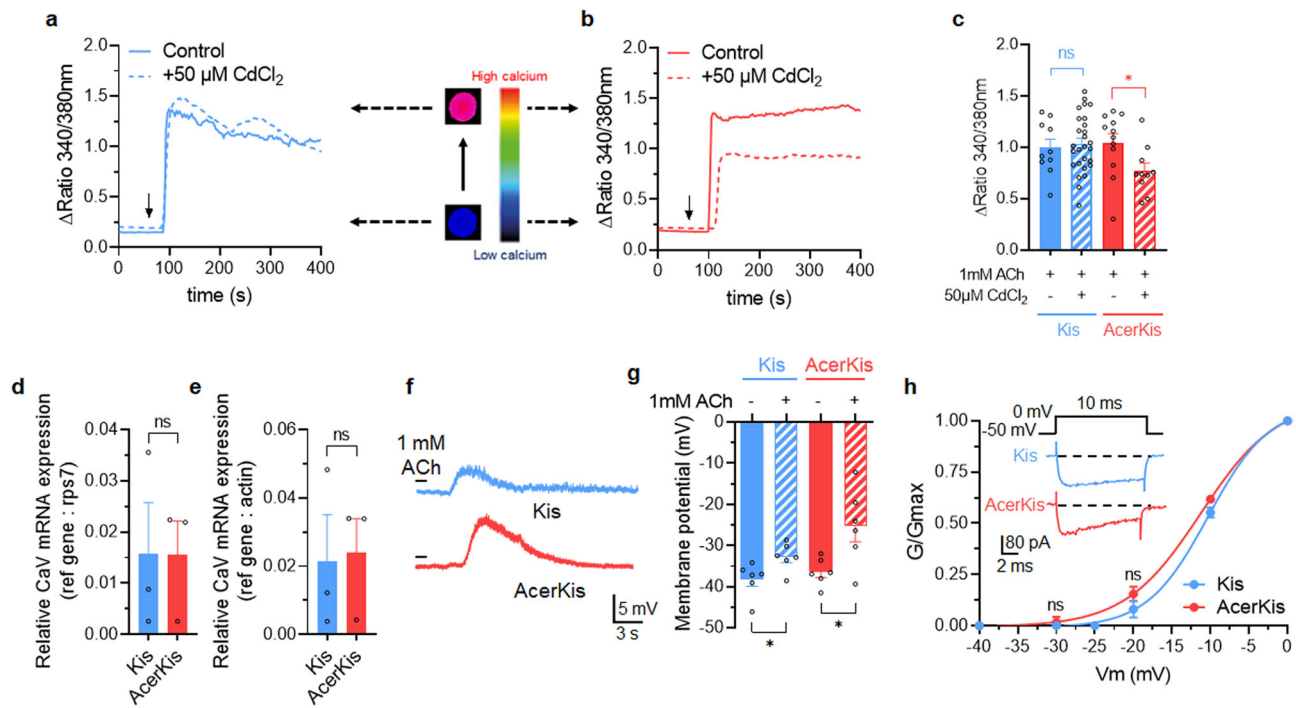 a
ΔRatio 340/380nm
2.0
1.5
1.0
0.5
0.0
Control
+50 µM CdCl₂
0 100 200 300 400
time (s)
High calcium
Low calcium
b
ΔRatio 340/380nm
2.0
1.5
1.0
0.5
0.0
Control
+50 µM CdCl₂
0 100 200 300 400
time (s)
c
ΔRatio 340/380nm
2.0
1.5
1.0
0.5
0.0
ns
*
1mM ACh + + + +
50µM CdCl₂ - + - +
Kis AcerKis
d
Relative CaV mRNA expression
(ref gene : rps7)
0.04
0.03
0.02
0.01
0.00
ns
Kis
AcerKis
e
Relative CaV mRNA expression
(ref gene : actin)
0.06
0.04
0.02
0.00
ns
Kis
AcerKis
f
1 mM
ACh
Kis
AcerKis
5 mV
3 s
g
Kis AcerKis
1mM ACh - + - +
Membrane potential (mV)
0
-10
-20
-30
-40
-50
*
*
h
G/Gmax
1.00
0.75
0.50
0.25
0.00
0 mV
-50 mV
10 ms
Kis
AcerKis
80 pA
2 ms
ns
ns
Kis
AcerKis
-40 -30 -20 -10 0
Vm (mV)